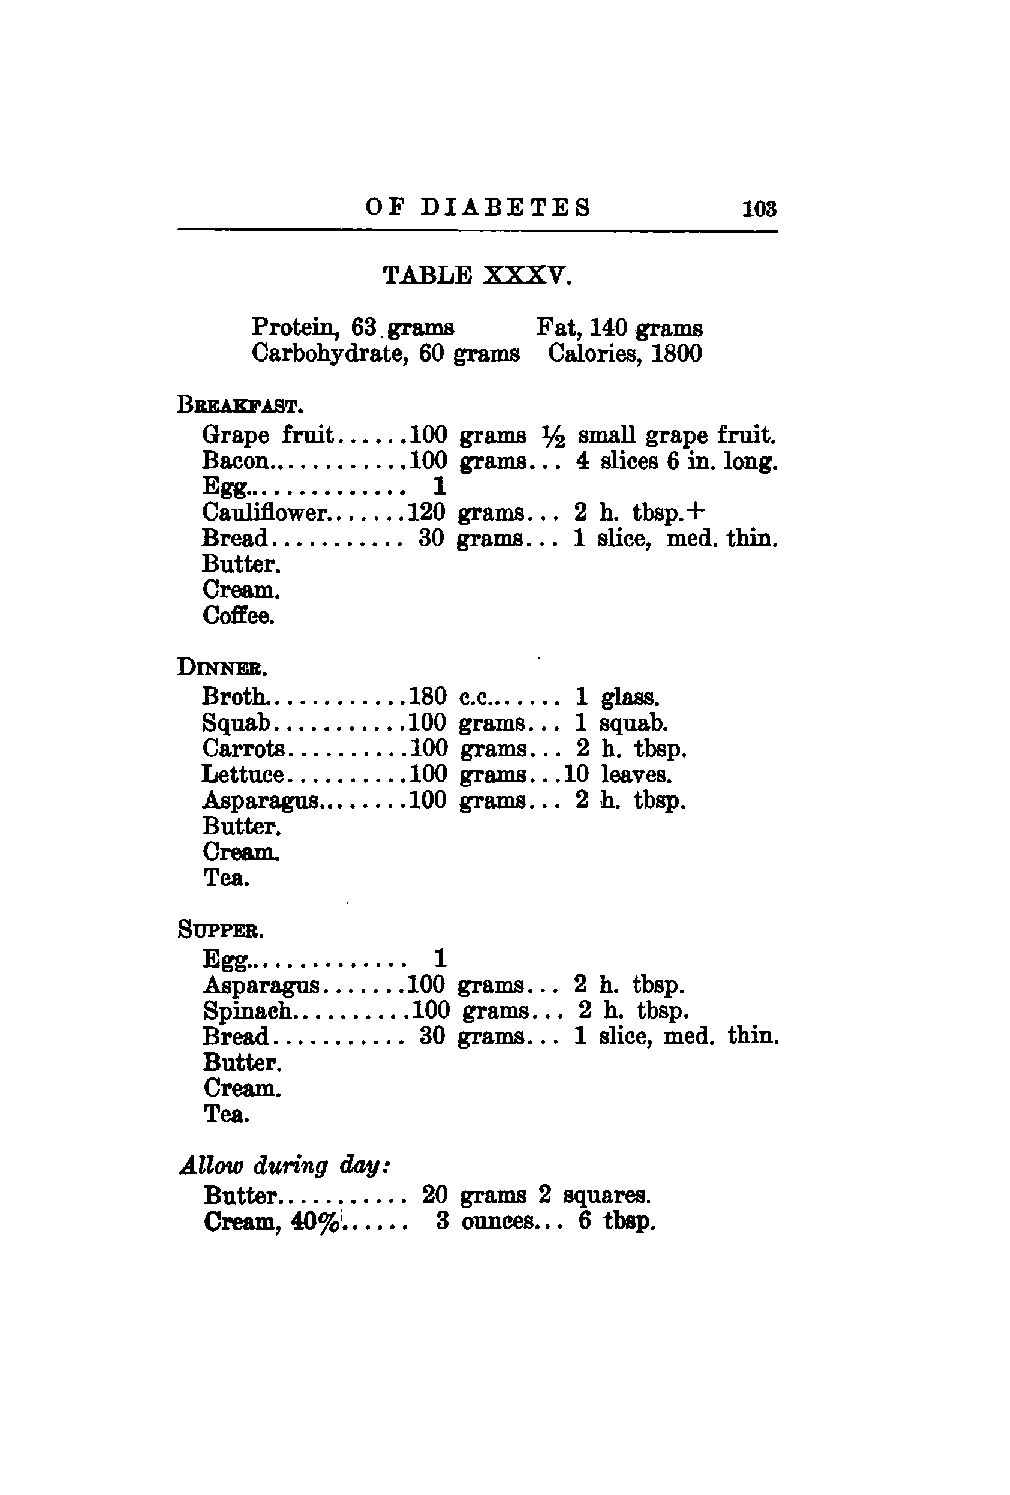 OF DIABETES 103
TABLE XXXV.
Protein, 63 grams Fat, 140 grams
Carbohydrate, 60 grams Calories, 1800
BREAKFAST.
Grape fruit......100 grams ½ small grape fruit.
Bacon............100 grams... 4 slices 6 in. long.
Egg.............. 1
Cauliflower.......120 grams... 2 h. tbsp.+
Bread........... 30 grams... 1 slice, med. thin.
Butter.
Cream.
Coffee.
DINNER.
Broth............180 c.c....... 1 glass.
Squab...........100 grams... 1 squab.
Carrots..........100 grams... 2 h. tbsp.
Lettuce..........100 grams...10 leaves.
Asparagus........100 grams... 2 h. tbsp.
Butter.
Cream.
Tea.
SUPPER.
Egg.............. 1
Asparagus.......100 grams... 2 h. tbsp.
Spinach..........100 grams... 2 h. tbsp.
Bread........... 30 grams... 1 slice, med. thin.
Butter.
Cream.
Tea.
Allow during day:
Butter........... 20 grams 2 squares.
Cream, 40%...... 3 ounces... 6 tbsp.